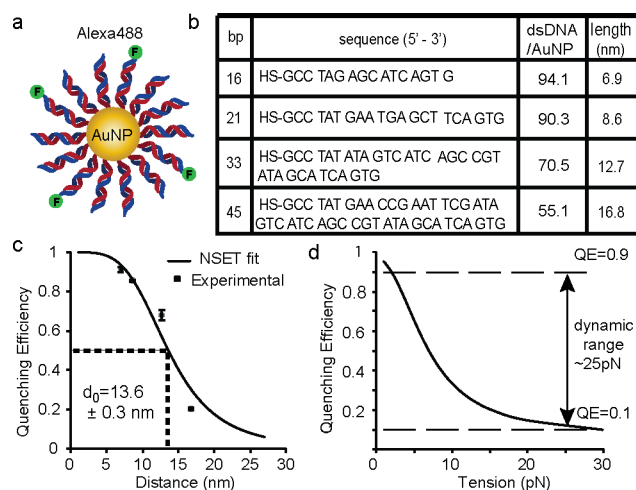 a
Alexa488
F
F
AuNP
F
F
b
bp
sequence (5' - 3')
dsDNA
/AuNP
length
(nm)
16
HS-GCC TAG AGC ATC AGT G
94.1
6.9
21
HS-GCC TAT GAA TGA GCT TCA GTG
90.3
8.6
33
HS-GCC TAT ATA GTC ATC AGC CGT
ATA GCA TCA GTG
70.5
12.7
45
HS-GCC TAT GAA CCG AAT TCG ATA
GTC ATC AGC CGT ATA GCA TCA GTG
55.1
16.8
c
Quenching Efficiency
1
0.8
0.6
0.4
0.2
0
NSET fit
Experimental
d₀=13.6
± 0.3 nm
0 5 10 15 20 25 30
Distance (nm)
d
Quenching Efficiency
1
0.8
0.6
0.4
0.2
QE=0.9
dynamic
range
~25pN
QE=0.1
0 10 20 30
Tension (pN)